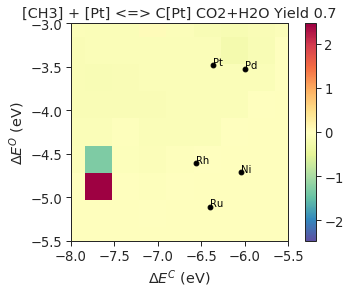 [CH3] + [Pt] <=> C[Pt] CO2+H2O Yield 0.7
−3.0
−3.5
−4.0
−4.5
−5.0
−5.5
ΔE^O (eV)
Pt
Pd
Rh
Ni
Ru
−8.0 −7.5 −7.0 −6.5 −6.0 −5.5
ΔE^C (eV)
2
1
0
−1
−2